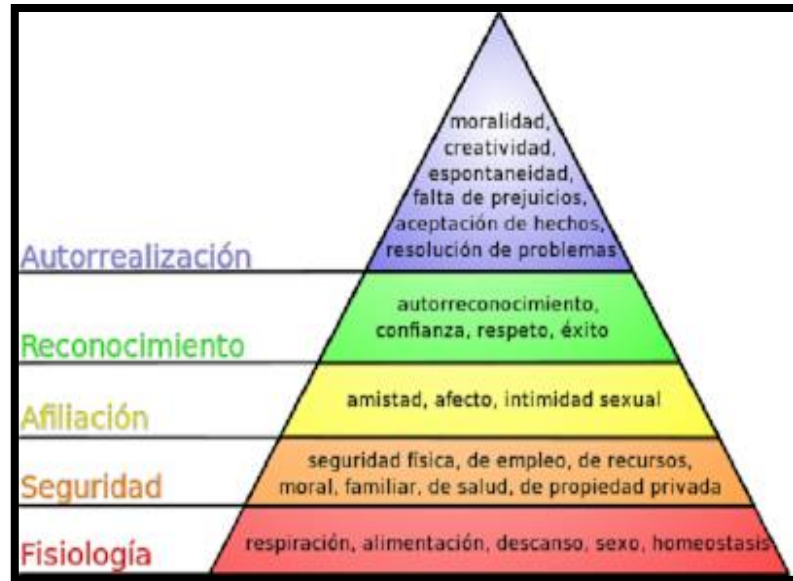 moralidad,
creatividad,
espontaneidad,
falta de prejuicios,
aceptación de hechos,
resolución de problemas
Autorrealización
autorreconocimiento,
confianza, respeto, éxito
Reconocimiento
amistad, afecto, intimidad sexual
Afiliación
seguridad física, de empleo, de recursos,
moral, familiar, de salud, de propiedad privada
Seguridad
respiración, alimentación, descanso, sexo, homeostasis
Fisiología